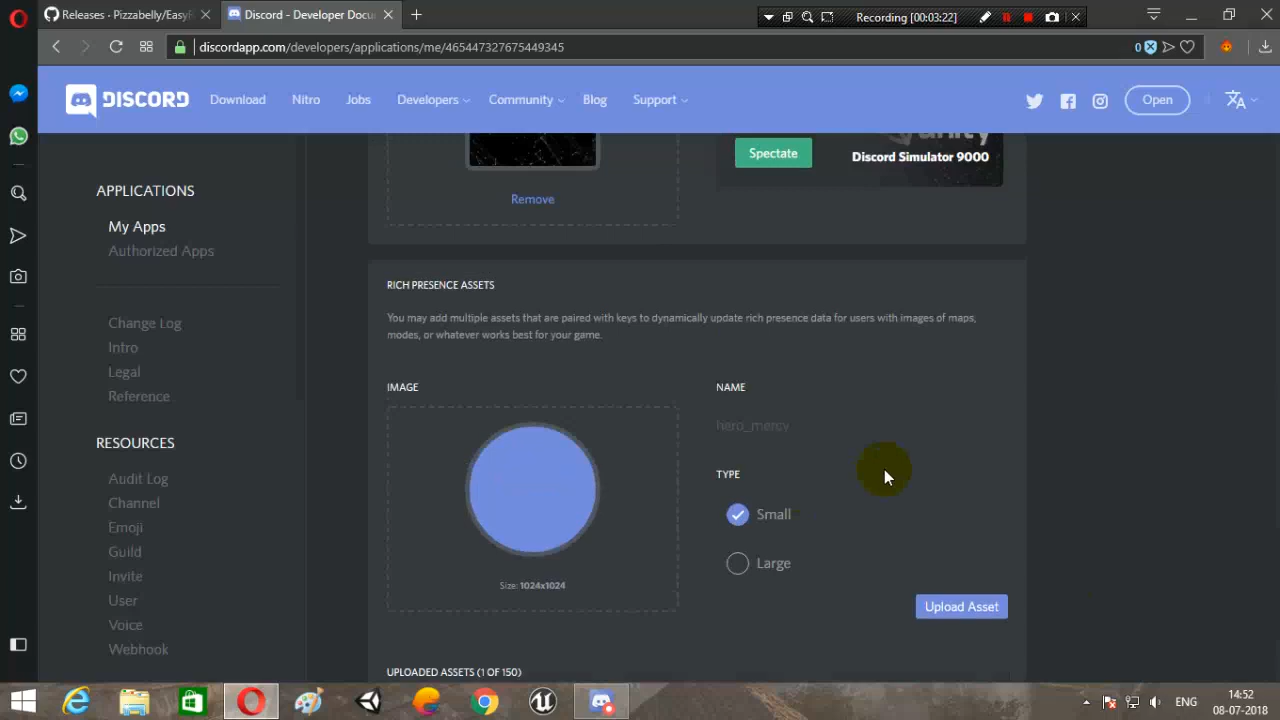 Releases - Pizzabelly/EasyR
Discord - Developer Docu
Recording [00:03:22]
discordapp.com/developers/applications/me/465447327675449345
0
DISCORD
Download
Nitro
Jobs
Developers
Community
Blog
Support
Open
APPLICATIONS
My Apps
Authorized Apps
Change Log
Intro
Legal
Reference
RESOURCES
Audit Log
Channel
Emoji
Guild
Invite
User
Voice
Webhook
Remove
unity
Spectate
Discord Simulator 9000
RICH PRESENCE ASSETS
You may add multiple assets that are paired with keys to dynamically update rich presence data for users with images of maps,
modes, or whatever works best for your game.
IMAGE
Size: 1024x1024
NAME
hero_mercy
TYPE
Small
Large
Upload Asset
UPLOADED ASSETS (1 OF 150)
ENG
14:52
08-07-2018